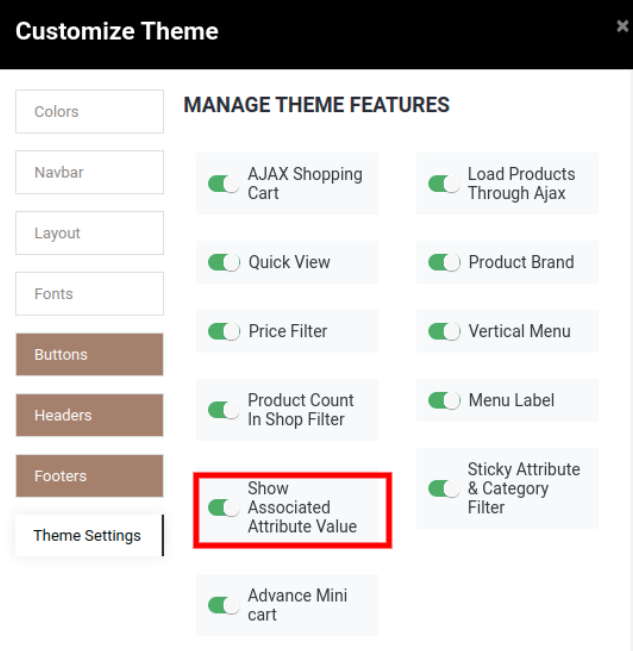 Customize Theme
×
Colors
Navbar
Layout
Fonts
Buttons
Headers
Footers
Theme Settings
MANAGE THEME FEATURES
AJAX Shopping
Cart
Load Products
Through Ajax
Quick View
Product Brand
Price Filter
Vertical Menu
Product Count
In Shop Filter
Menu Label
Show
Associated
Attribute Value
Sticky Attribute
& Category
Filter
Advance Mini
cart